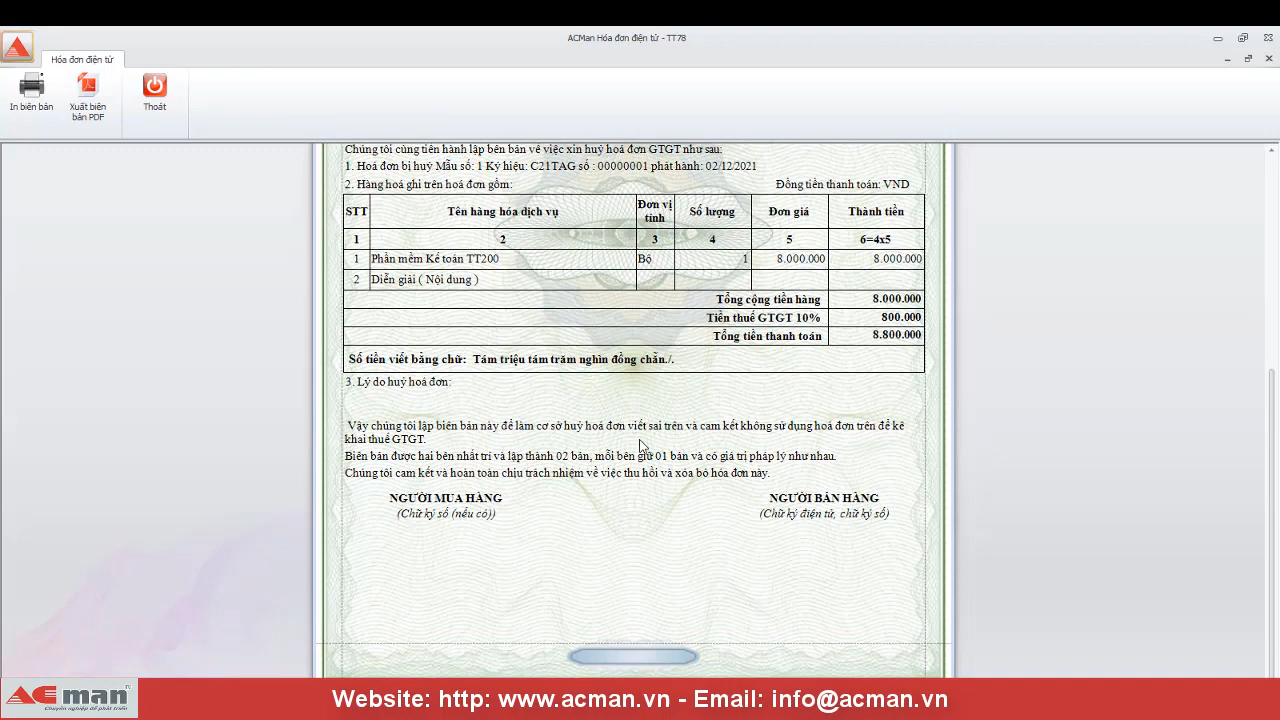 ACMan Hóa đơn điện tử - TT78
Hóa đơn điện tử
In biên bản
Xuất biên bản PDF
Thoát
Chúng tôi cùng tiến hành lập biên bản về việc xin huỷ hoá đơn GTGT như sau:
1. Hoá đơn bị huỷ Mẫu số: 1 Ký hiệu: C21TAG số : 00000001 phát hành: 02/12/2021
2. Hàng hoá ghi trên hoá đơn gồm: Đồng tiền thanh toán: VND
STT Tên hàng hóa dịch vụ Đơn vị tính Số lượng Đơn giá Thành tiền
1 2 3 4 5 6=4x5
1 Phần mềm Kế toán TT200 Bộ 1 8.000.000 8.000.000
2 Diễn giải ( Nội dung )
Tổng cộng tiền hàng 8.000.000
Tiền thuế GTGT 10% 800.000
Tổng tiền thanh toán 8.800.000
Số tiền viết bằng chữ: Tám triệu tám trăm nghìn đồng chẵn./.
3. Lý do huỷ hoá đơn:
Vậy chúng tôi lập biên bản này để làm cơ sở huỷ hoá đơn viết sai trên và cam kết không sử dụng hoá đơn trên để kê
khai thuế GTGT.
Biên bản được hai bên nhất trí và lập thành 02 bản, mỗi bên giữ 01 bản và có giá trị pháp lý như nhau.
Chúng tôi cam kết và hoàn toàn chịu trách nhiệm về việc thu hồi và xóa bỏ hóa đơn này.
NGƯỜI MUA HÀNG NGƯỜI BÁN HÀNG
(Chữ ký số (nếu có)) (Chữ ký điện tử, chữ ký số)
ACman
Chuyên nghiệp để phát triển
Website: http: www.acman.vn - Email: info@acman.vn